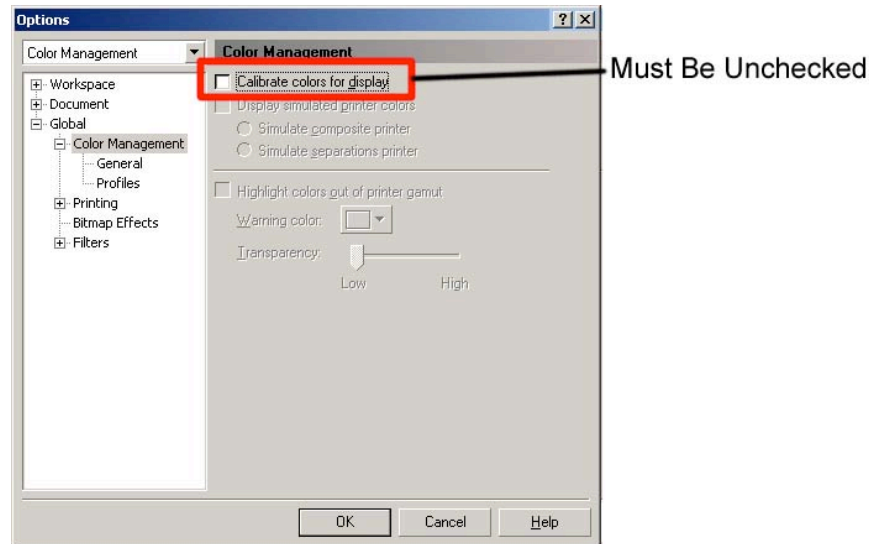 Options
Color Management
Color Management
Workspace
Document
Global
Color Management
General
Profiles
Printing
Bitmap Effects
Filters
Calibrate colors for display
Display simulated printer colors
Simulate composite printer
Simulate separations printer
Highlight colors out of printer gamut
Warning color:
Transparency:
Low High
OK Cancel Help
Must Be Unchecked